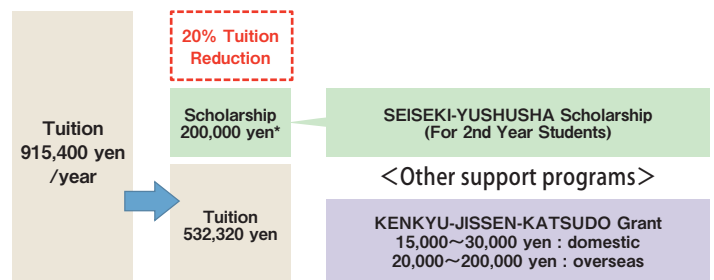 20% Tuition
Reduction
Tuition
915,400 yen
/year
Scholarship
200,000 yen*
SEISEKI-YUSHUSHA Scholarship
(For 2nd Year Students)
<Other support programs>
Tuition
532,320 yen
KENKYU-JISSEN-KATSUDO Grant
15,000～30,000 yen : domestic
20,000～200,000 yen : overseas